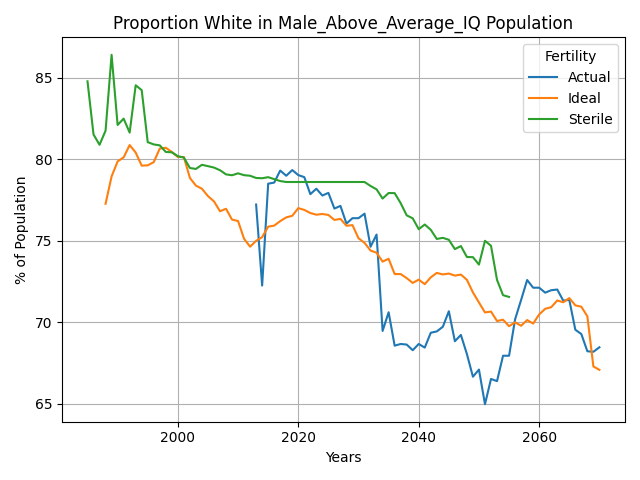 Proportion White in Male_Above_Average_IQ Population
Fertility
Actual
Ideal
Sterile
% of Population
85
80
75
70
65
2000
2020
2040
2060
Years